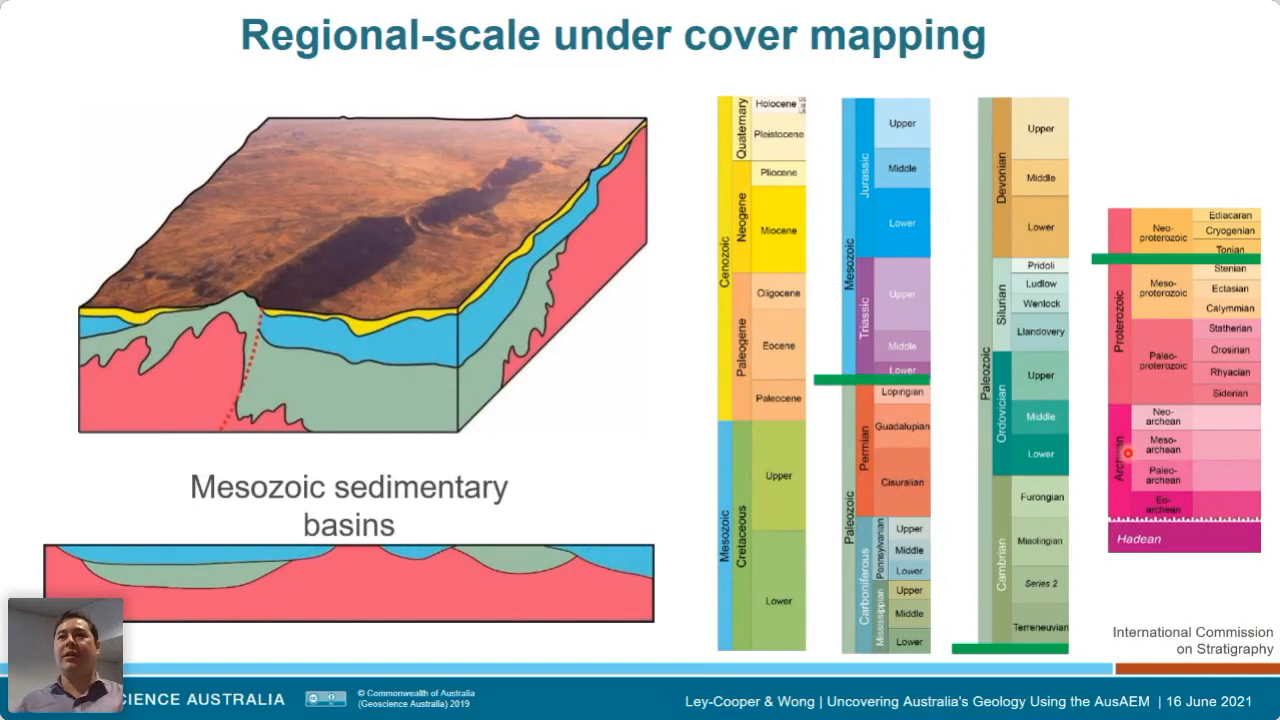 Regional-scale under cover mapping
Mesozoic sedimentary
basins
Cenozoic
Mesozoic
Quaternary
Neogene
Paleogene
Cretaceous
Holocene
Pleistocene
Pliocene
Miocene
Oligocene
Eocene
Paleocene
Upper
Lower
Mesozoic
Paleozoic
Jurassic
Triassic
Permian
Carboniferous
Pennsylvanian
Mississippian
Upper
Middle
Lower
Upper
Middle
Lower
Lopingian
Guadalupian
Cisuralian
Upper
Middle
Lower
Upper
Middle
Lower
Paleozoic
Devonian
Silurian
Ordovician
Cambrian
Upper
Middle
Lower
Pridoli
Ludlow
Wenlock
Llandovery
Upper
Middle
Lower
Furongian
Miaolingian
Series 2
Terreneuvian
Proterozoic
Archean
Neo-
proterozoic
Meso-
proterozoic
Paleo-
proterozoic
Neo-
archean
Meso-
archean
Paleo-
archean
Eo-
archean
Hadean
Ediacaran
Cryogenian
Tonian
Stenian
Ectasian
Calymmian
Statherian
Orosirian
Rhyacian
Siderian
International Commission
on Stratigraphy
CIENCE AUSTRALIA
© Commonwealth of Australia
(Geoscience Australia) 2019
Ley-Cooper & Wong | Uncovering Australia's Geology Using the AusAEM | 16 June 2021